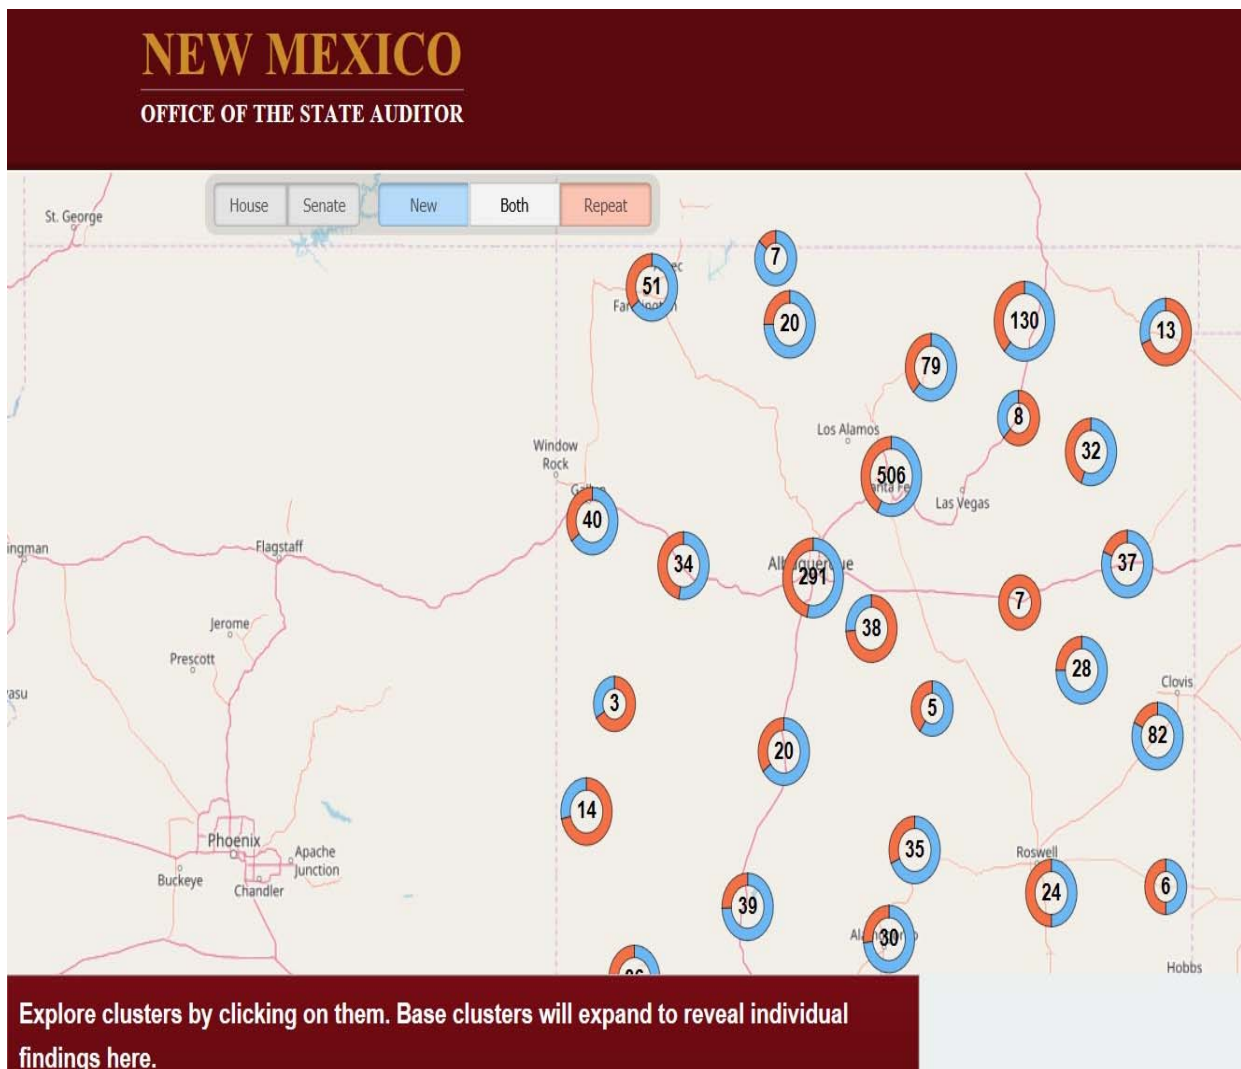 NEW MEXICO
OFFICE OF THE STATE AUDITOR
House Senate New Both Repeat
St. George
7
51
20
130
13
79
8
Los Alamos
32
Window
Rock
506
Las Vegas
40
Flagstaff
34
Albuquerque
291
37
7
Jerome
38
Prescott
28
Clovis
3
5
82
20
14
Phoenix
Apache
Junction
Buckeye
Chandler
35
Roswell
24
6
39
30
Hobbs
Explore clusters by clicking on them. Base clusters will expand to reveal individual
findings here.